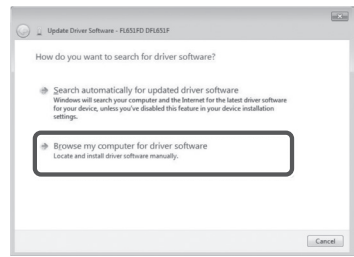 Update Driver Software - FL651FD DFL651F
How do you want to search for driver software?
Search automatically for updated driver software
Windows will search your computer and the Internet for the latest driver software
for your device, unless you've disabled this feature in your device installation
settings.
Browse my computer for driver software
Locate and install driver software manually.
Cancel